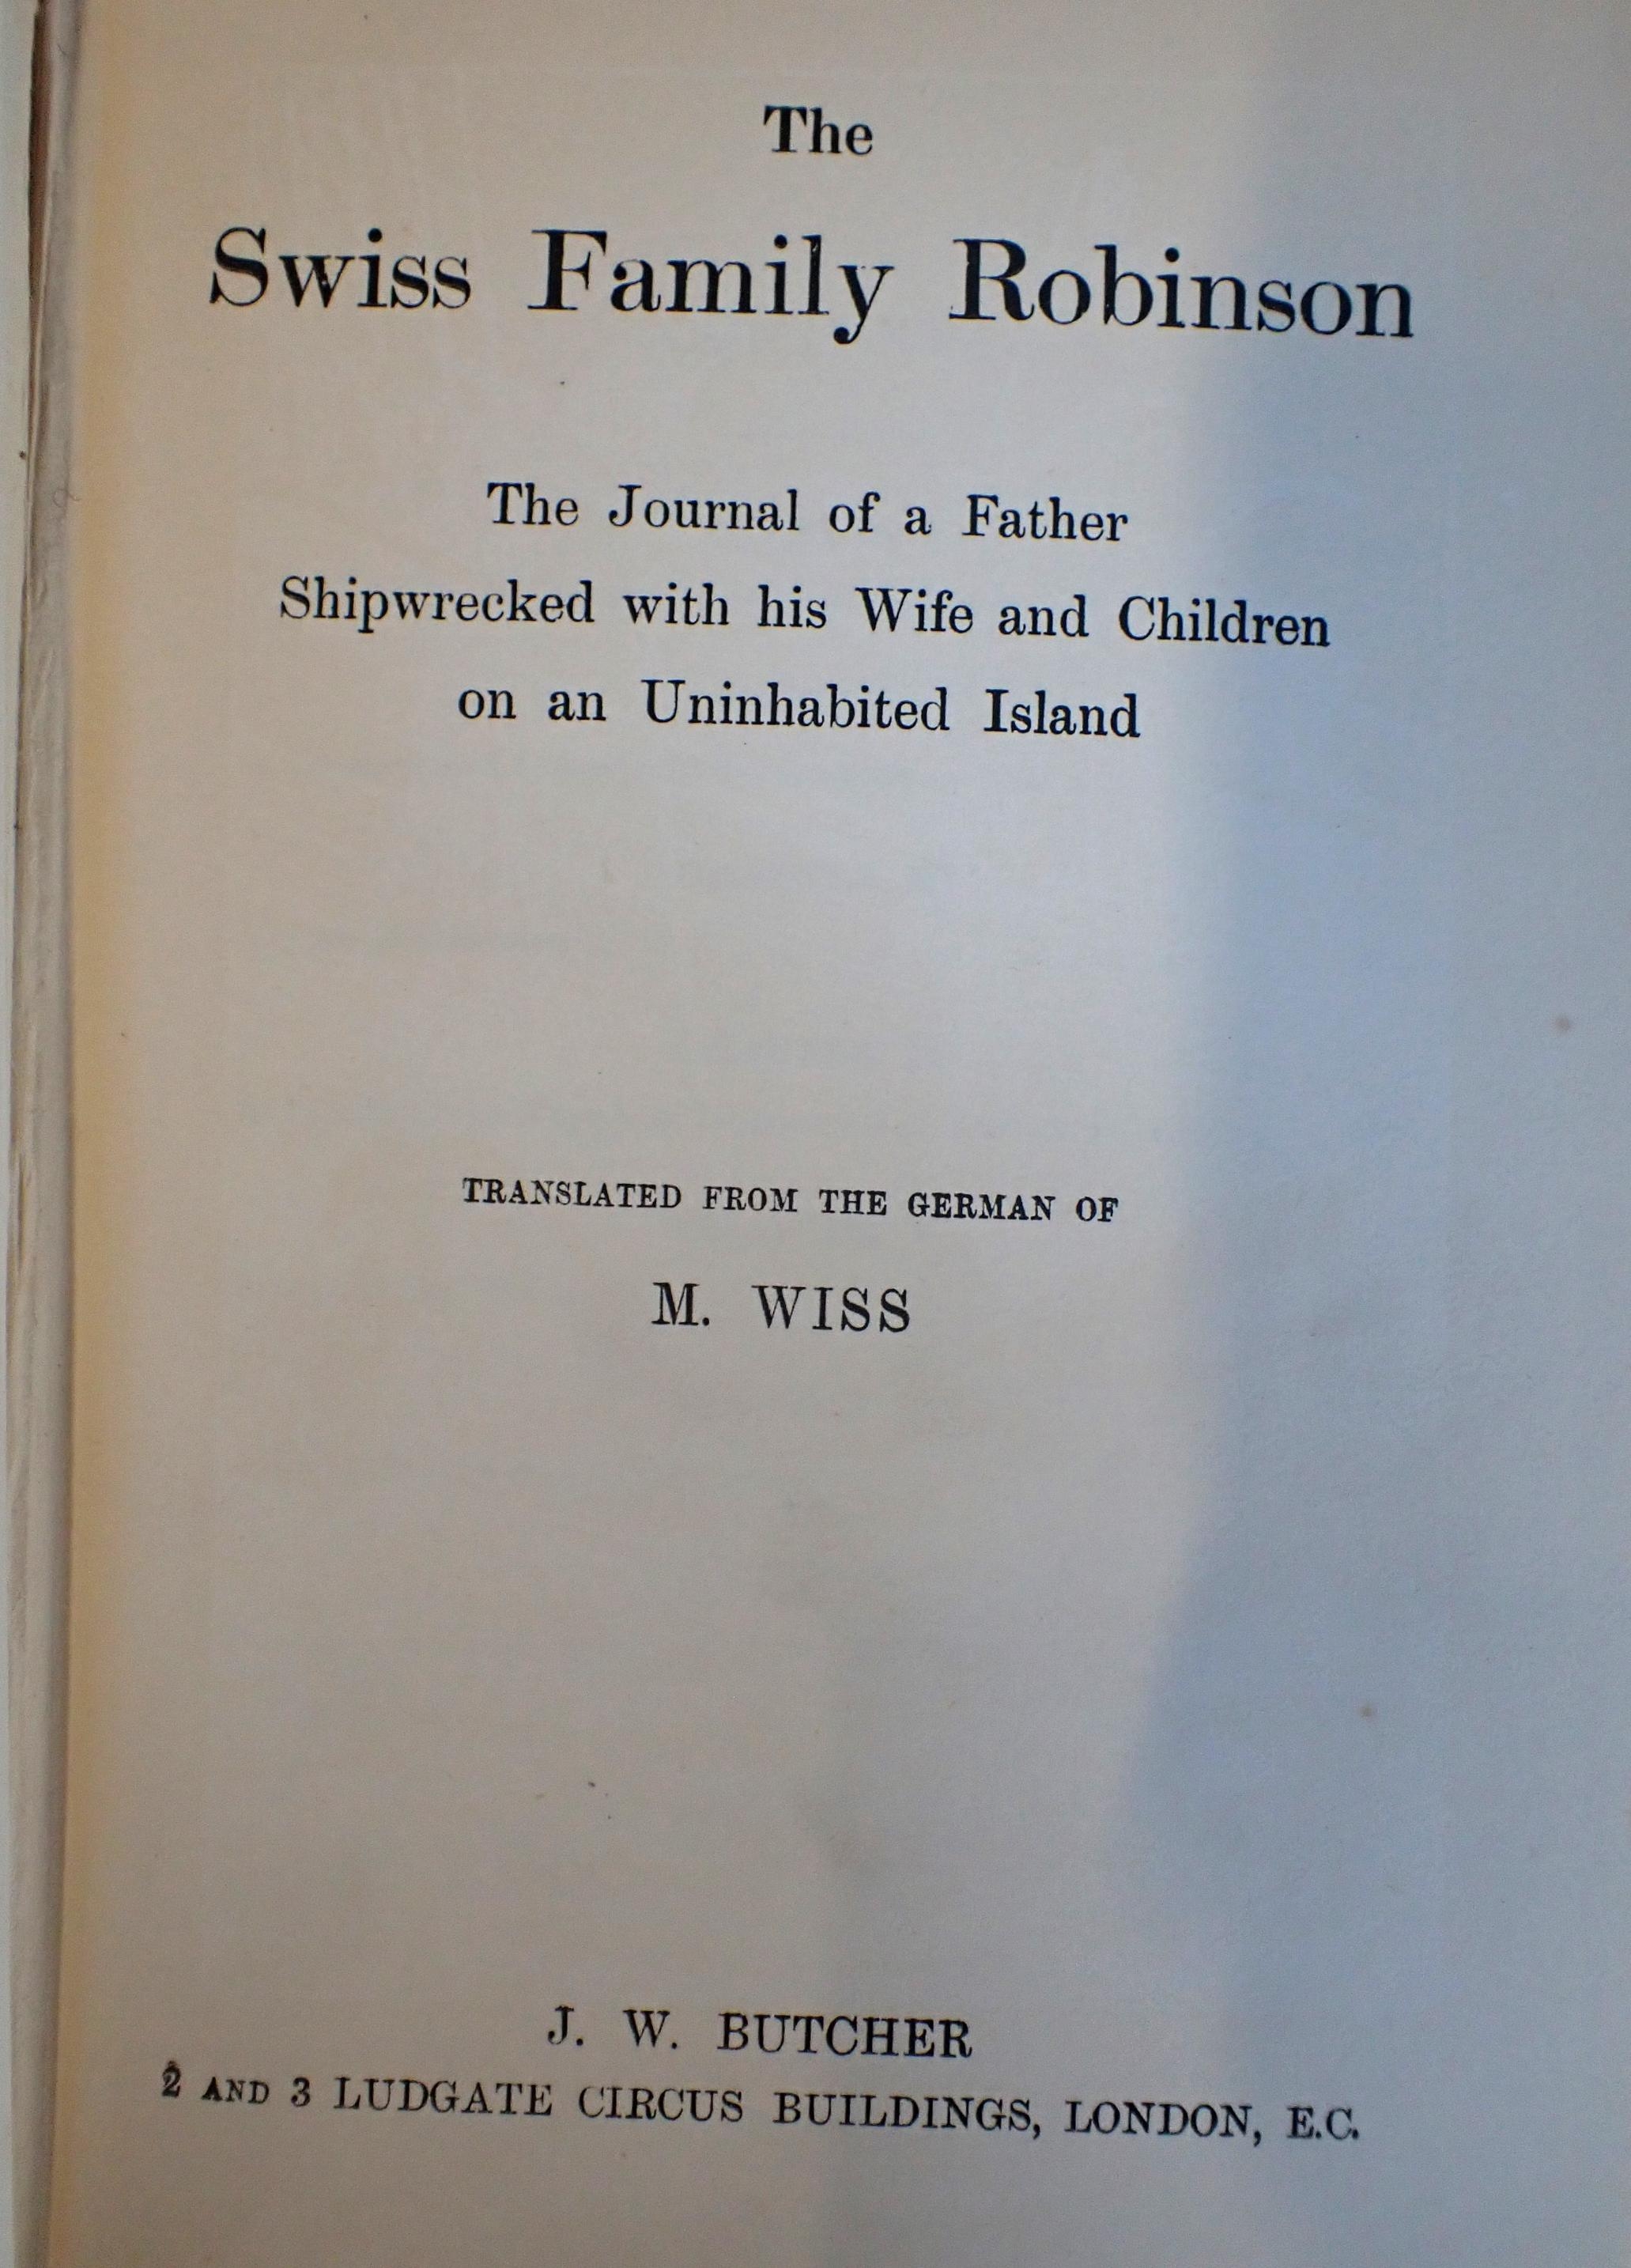 The
Swiss Family Robinson
The Journal of a Father
Shipwrecked with his Wife and Children
on an Uninhabited Island
TRANSLATED FROM THE GERMAN OF
M. WISS
J. W. BUTCHER
2 AND 3 LUDGATE CIRCUS BUILDINGS, LONDON, E.C.